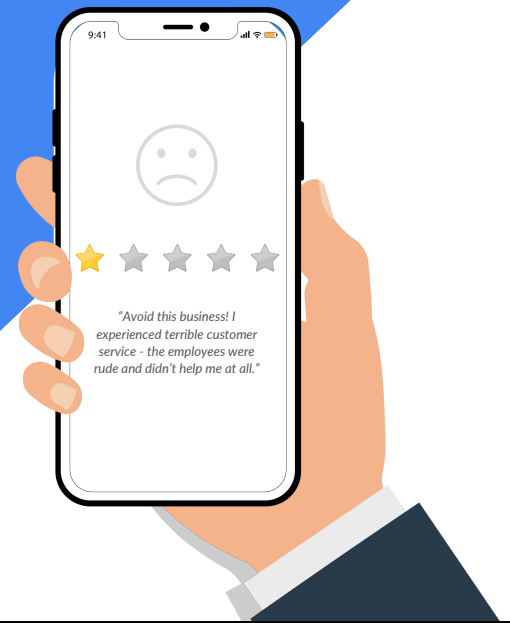 9:41
“Avoid this business! I
experienced terrible customer
service - the employees were
rude and didn’t help me at all.”